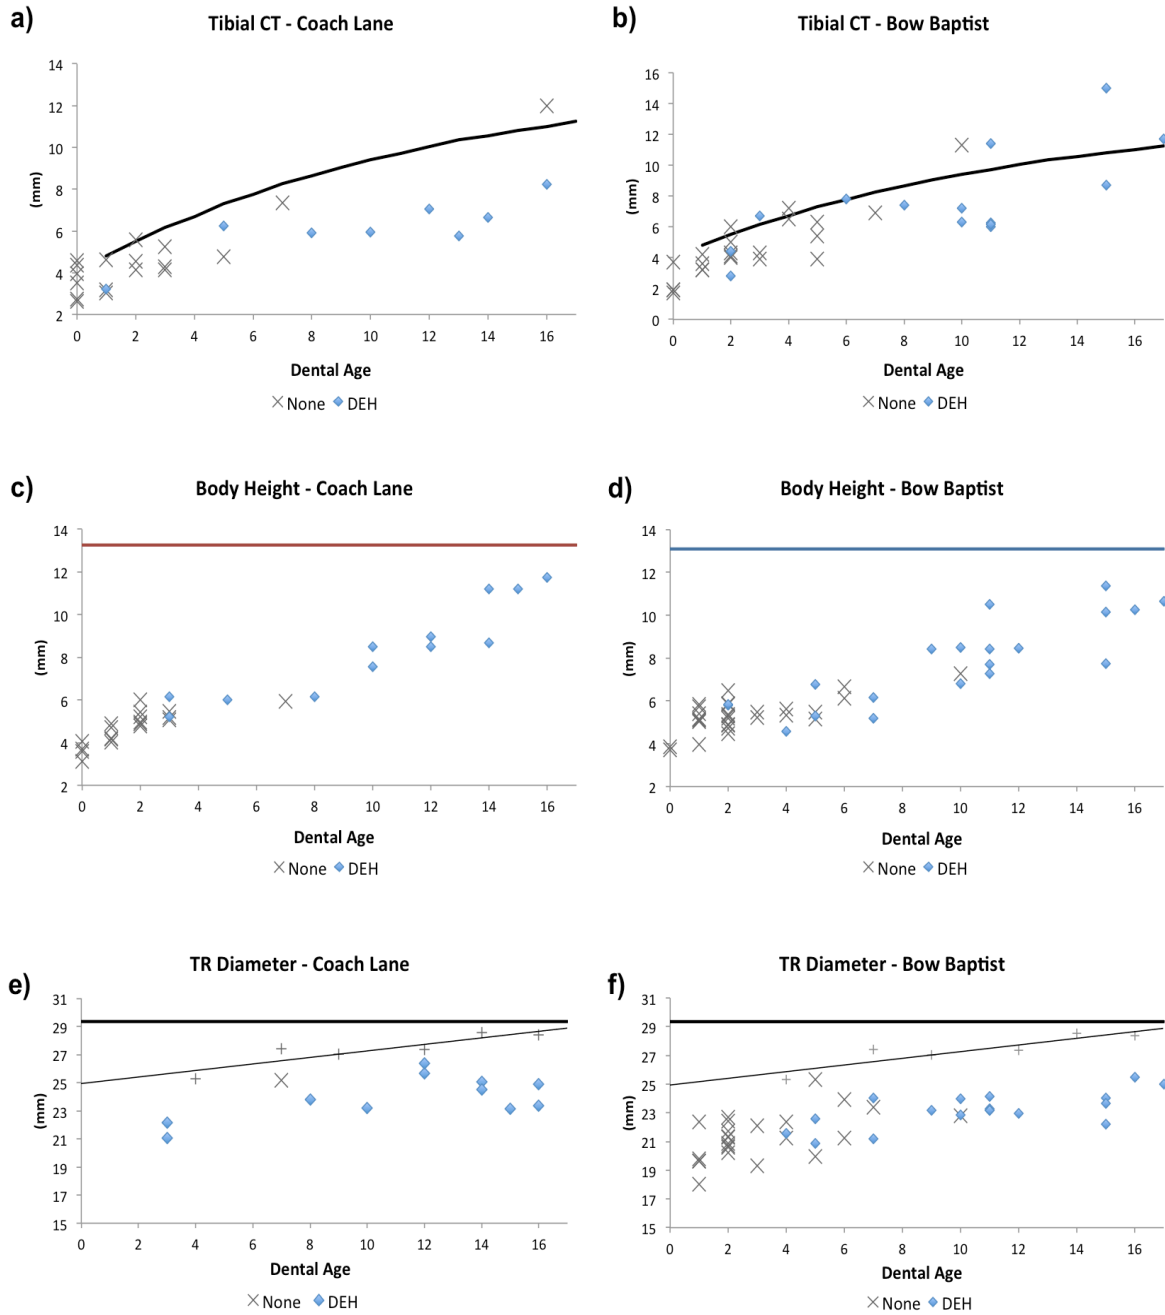 a)
Tibial CT - Coach Lane
14
12
10
8
6
4
2
(mm)
0 2 4 6 8 10 12 14 16
Dental Age
None DEH
b)
Tibial CT - Bow Baptist
16
14
12
10
8
6
4
2
0
(mm)
0 2 4 6 8 10 12 14 16
Dental Age
None DEH
c)
Body Height - Coach Lane
14
12
10
8
6
4
2
(mm)
0 2 4 6 8 10 12 14 16
Dental Age
None DEH
d)
Body Height - Bow Baptist
14
12
10
8
6
4
2
(mm)
0 2 4 6 8 10 12 14 16
Dental Age
None DEH
e)
TR Diameter - Coach Lane
31
29
27
25
23
21
19
17
15
(mm)
0 2 4 6 8 10 12 14 16
Dental Age
None DEH
f)
TR Diameter - Bow Baptist
31
29
27
25
23
21
19
17
15
(mm)
0 2 4 6 8 10 12 14 16
Dental Age
None DEH